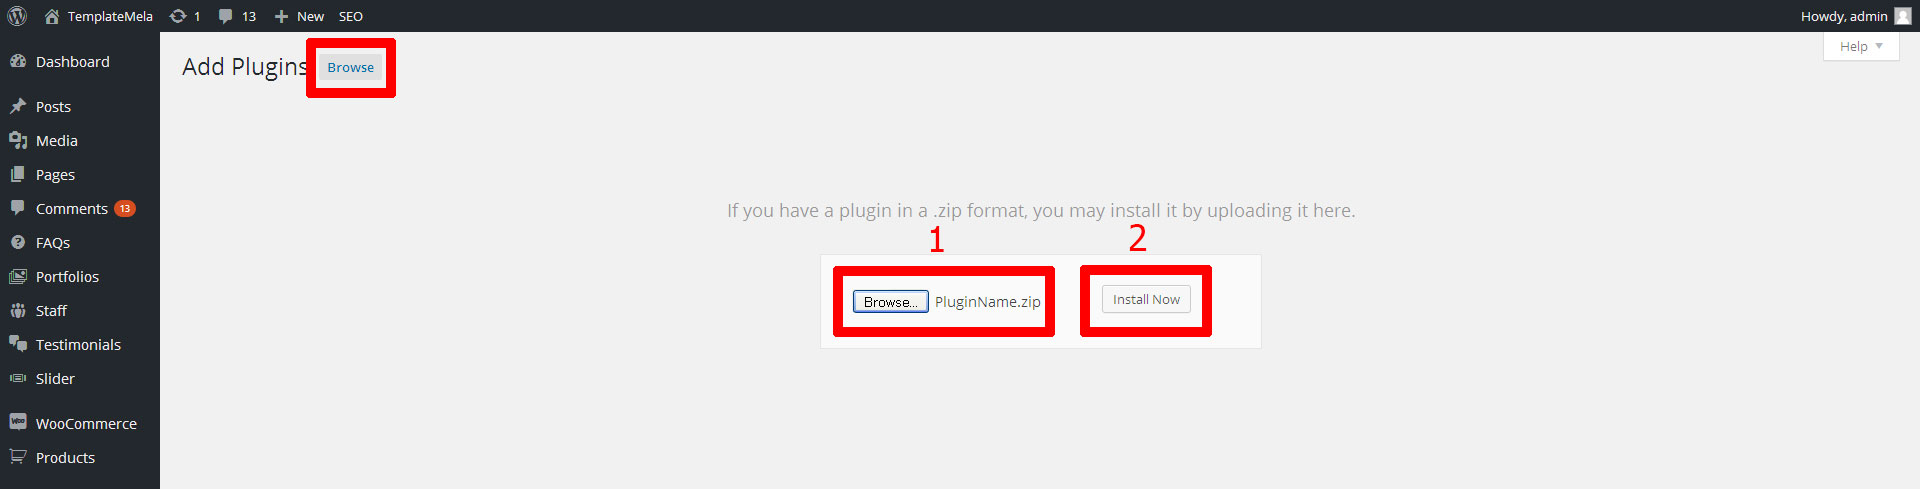 TemplateMela 1 13 New SEO Howdy, admin
Help
Add Plugins Browse
Dashboard
Posts
Media
Pages
Comments 13
FAQs
Portfolios
Staff
Testimonials
Slider
Woo WooCommerce
Products
If you have a plugin in a .zip format, you may install it by uploading it here.
1 2
Browse... PluginName.zip Install Now